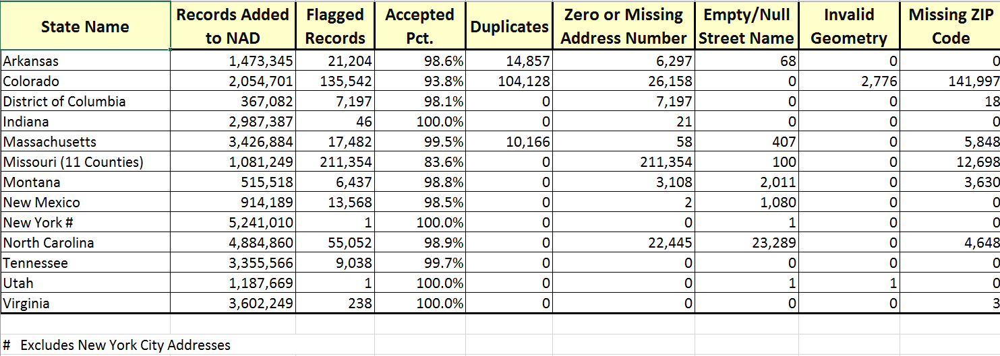 State Name | Records Added to NAD | Flagged Records | Accepted Pct. | Duplicates | Zero or Missing Address Number | Empty/Null Street Name | Invalid Geometry | Missing ZIP Code
Arkansas | 1,473,345 | 21,204 | 98.6% | 14,857 | 6,297 | 68 | 0 | 0
Colorado | 2,054,701 | 135,542 | 93.8% | 104,128 | 26,158 | 0 | 2,776 | 141,997
District of Columbia | 367,082 | 7,197 | 98.1% | 0 | 7,197 | 0 | 0 | 18
Indiana | 2,987,387 | 46 | 100.0% | 0 | 21 | 0 | 0 | 0
Massachusetts | 3,426,884 | 17,482 | 99.5% | 10,166 | 58 | 407 | 0 | 5,848
Missouri (11 Counties) | 1,081,249 | 211,354 | 83.6% | 0 | 211,354 | 100 | 0 | 12,698
Montana | 515,518 | 6,437 | 98.8% | 0 | 3,108 | 2,011 | 0 | 3,630
New Mexico | 914,189 | 13,568 | 98.5% | 0 | 2 | 1,080 | 0 | 0
New York # | 5,241,010 | 1 | 100.0% | 0 | 0 | 1 | 0 | 0
North Carolina | 4,884,860 | 55,052 | 98.9% | 0 | 22,445 | 23,289 | 0 | 4,648
Tennessee | 3,355,566 | 9,038 | 99.7% | 0 | 0 | 0 | 0 | 0
Utah | 1,187,669 | 1 | 100.0% | 0 | 0 | 1 | 1 | 0
Virginia | 3,602,249 | 238 | 100.0% | 0 | 0 | 0 | 0 | 3
# Excludes New York City Addresses